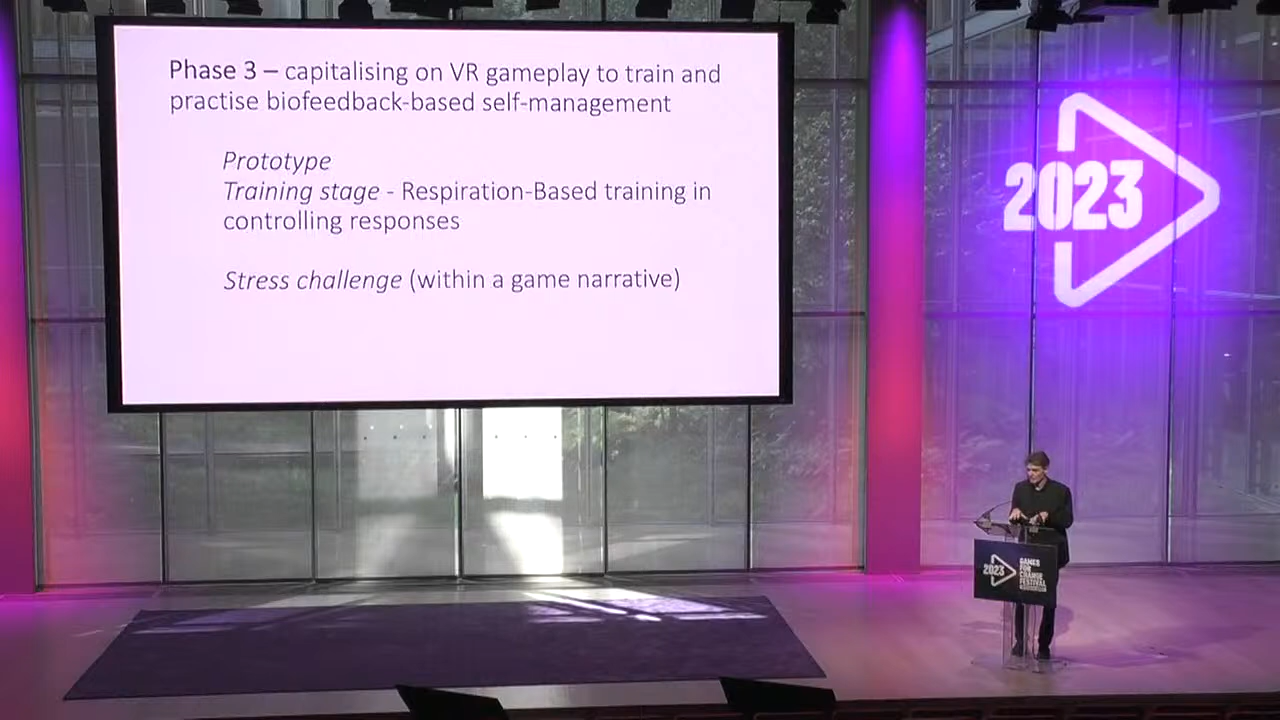 Phase 3 – capitalising on VR gameplay to train and
practise biofeedback-based self-management
Prototype
Training stage - Respiration-Based training in
controlling responses
Stress challenge (within a game narrative)
2023
2023
GAMES
FOR
CHANGE
FESTIVAL